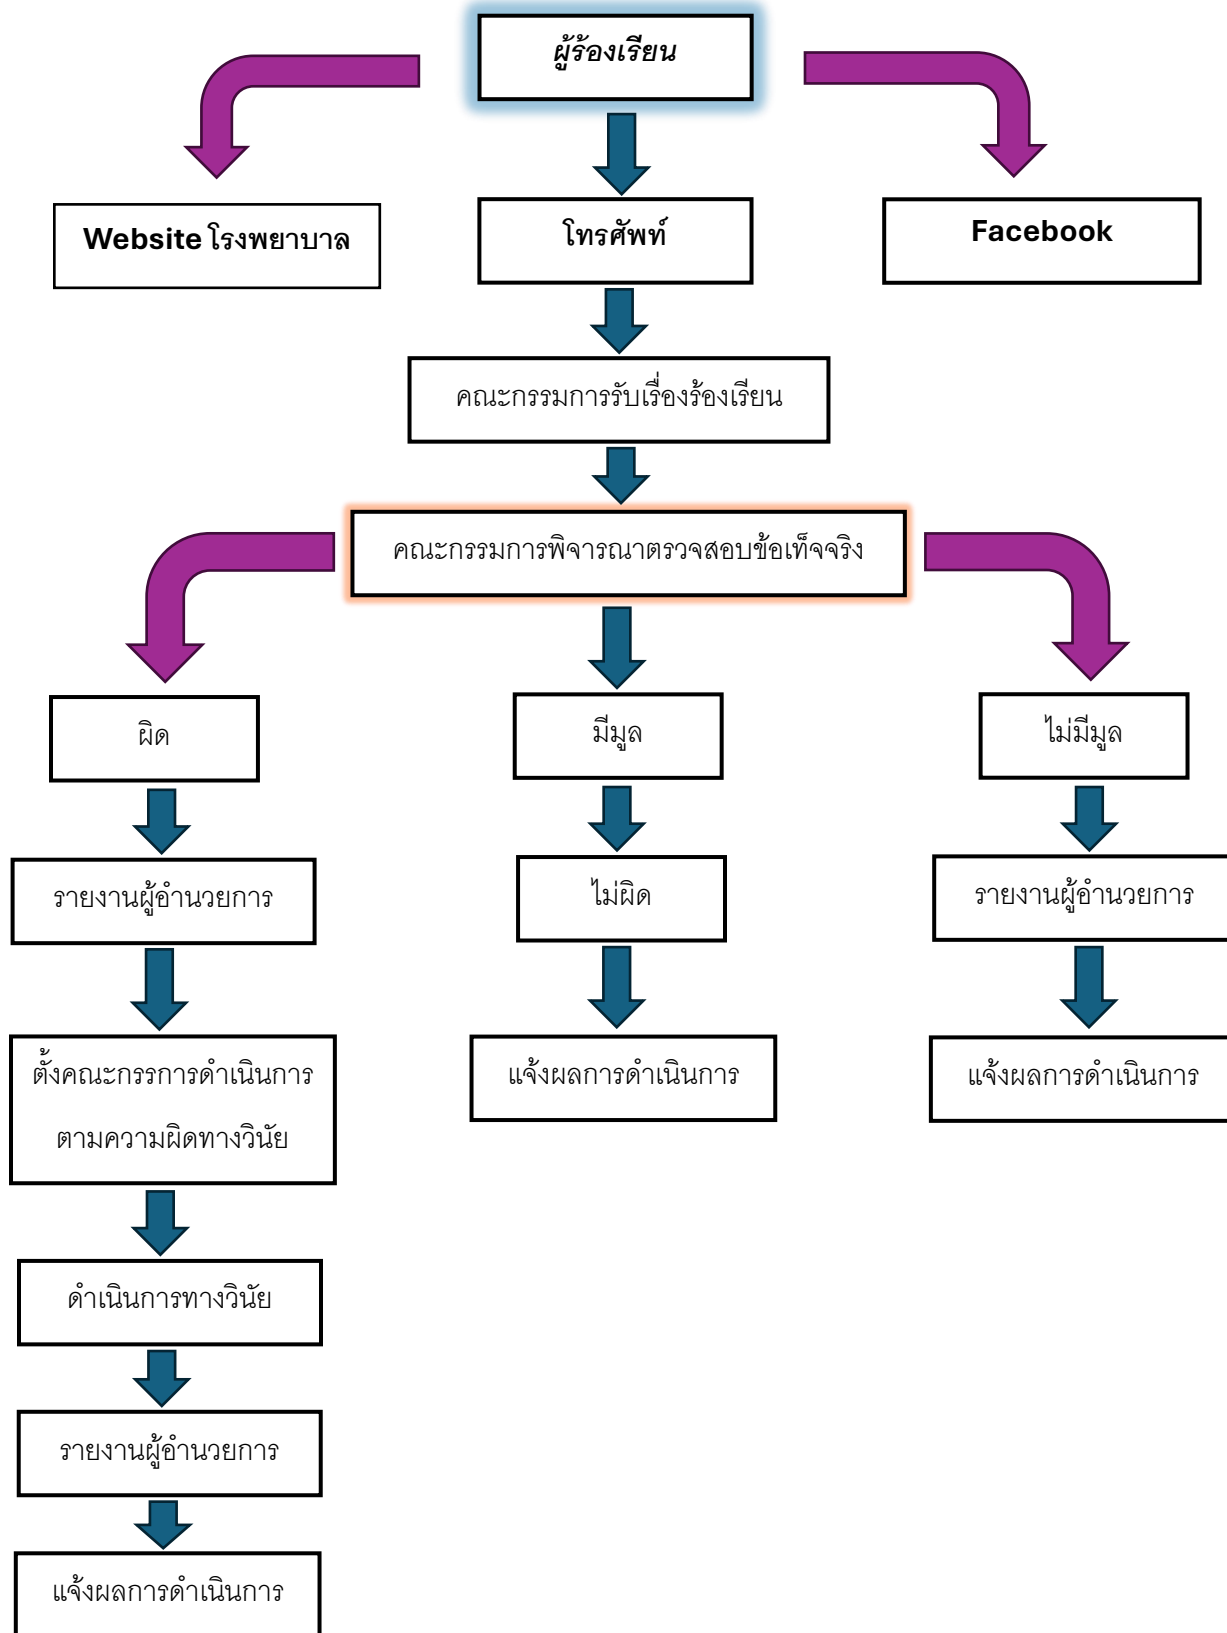 ผู้ร้องเรียน
Website โรงพยาบาล
โทรศัพท์
Facebook
คณะกรรมการรับเรื่องร้องเรียน
คณะกรรมการพิจารณาตรวจสอบข้อเท็จจริง
ผิด
มีมูล
ไม่มีมูล
รายงานผู้อำนวยการ
ไม่ผิด
รายงานผู้อำนวยการ
ตั้งคณะกรรการดำเนินการ
ตามความผิดทางวินัย
แจ้งผลการดำเนินการ
แจ้งผลการดำเนินการ
ดำเนินการทางวินัย
รายงานผู้อำนวยการ
แจ้งผลการดำเนินการ